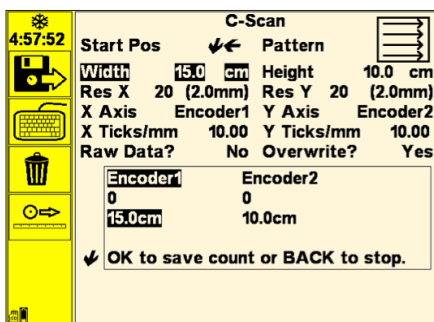 C-Scan
4:57:52
Start Pos Pattern
Width 15.0 cm Height 10.0 cm
Res X 20 (2.0mm) Res Y 20 (2.0mm)
X Axis Encoder1 Y Axis Encoder2
X Ticks/mm 10.00 Y Ticks/mm 10.00
Raw Data? No Overwrite? Yes
Encoder1 Encoder2
0 0
15.0cm 10.0cm
OK to save count or BACK to stop.